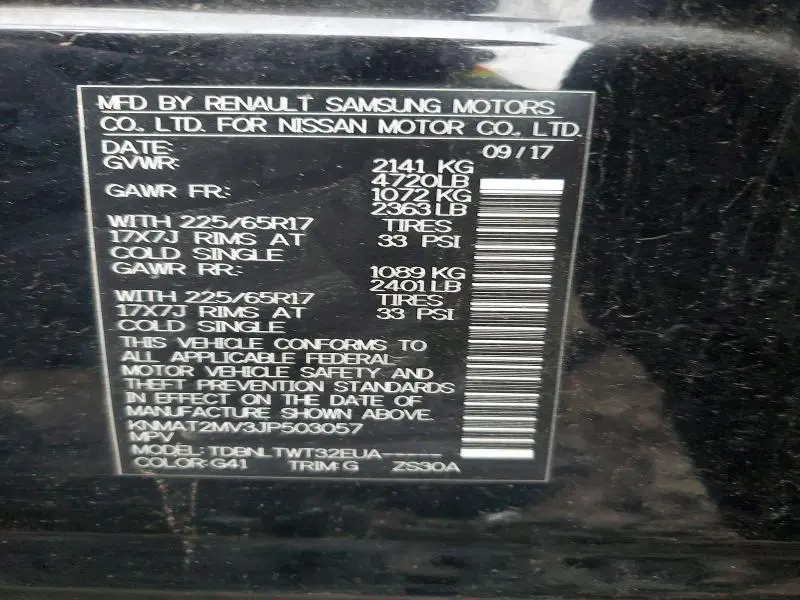 MFD BY RENAULT SAMSUNG MOTORS
CO., LTD. FOR NISSAN MOTOR CO., LTD.
DATE: 09/17
GVWR: 2141 KG
4720LB
GAWR FR: 1072 KG
2363 LB
WITH 225/65R17 TIRES
17X7J RIMS AT 33 PSI
COLD SINGLE
GAWR RR: 1089 KG
2401 LB
WITH 225/65R17 TIRES
17X7J RIMS AT 33 PSI
COLD SINGLE
THIS VEHICLE CONFORMS TO
ALL APPLICABLE FEDERAL
MOTOR VEHICLE SAFETY AND
THEFT PREVENTION STANDARDS
IN EFFECT ON THE DATE OF
MANUFACTURE SHOWN ABOVE.
KNMAT2MV3JP503057
MPV
MODEL: TDBNLTWT32EUA-----
COLOR:G41 TRIM:G ZS30A